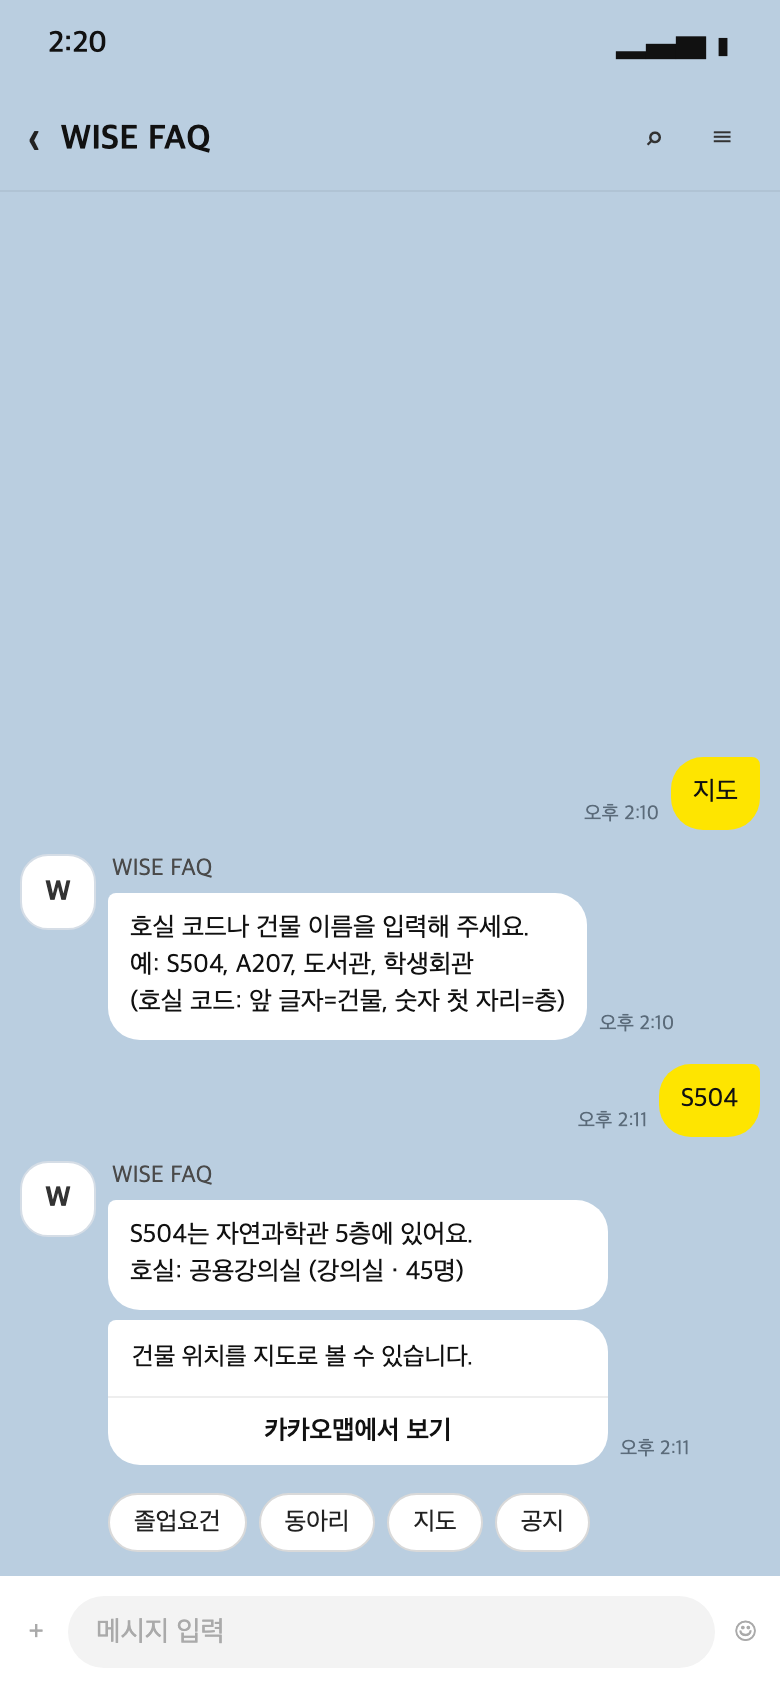 2:20
WISE FAQ
지도
오후 2:10
WISE FAQ
W
호실 코드나 건물 이름을 입력해 주세요.
예: S504, A207, 도서관, 학생회관
(호실 코드: 앞 글자=건물, 숫자 첫 자리=층)
오후 2:10
S504
오후 2:11
WISE FAQ
W
S504는 자연과학관 5층에 있어요.
호실: 공용강의실 (강의실 · 45명)
건물 위치를 지도로 볼 수 있습니다.
카카오맵에서 보기
오후 2:11
졸업요건 동아리 지도 공지
메시지 입력